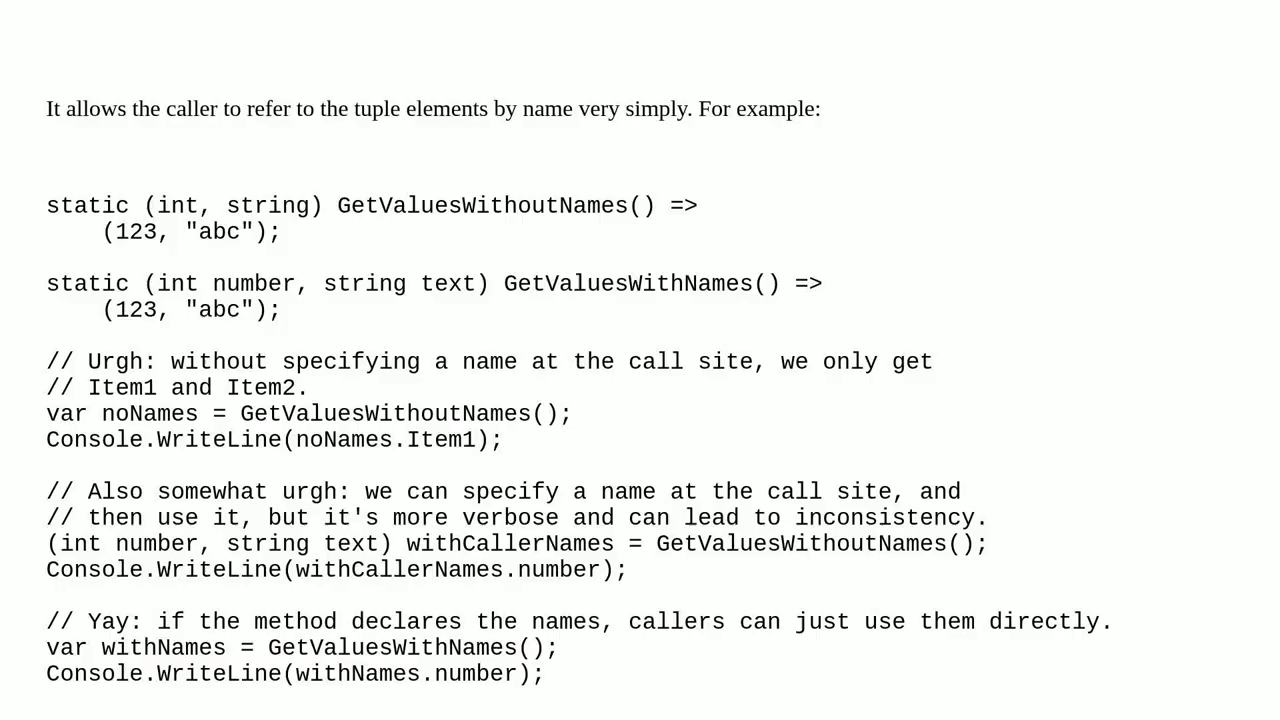 It allows the caller to refer to the tuple elements by name very simply. For example:
static (int, string) GetValuesWithoutNames() =>
    (123, "abc");
static (int number, string text) GetValuesWithNames() =>
    (123, "abc");
// Urgh: without specifying a name at the call site, we only get
// Item1 and Item2.
var noNames = GetValuesWithoutNames();
Console.WriteLine(noNames.Item1);
// Also somewhat urgh: we can specify a name at the call site, and
// then use it, but it's more verbose and can lead to inconsistency.
(int number, string text) withCallerNames = GetValuesWithoutNames();
Console.WriteLine(withCallerNames.number);
// Yay: if the method declares the names, callers can just use them directly.
var withNames = GetValuesWithNames();
Console.WriteLine(withNames.number);